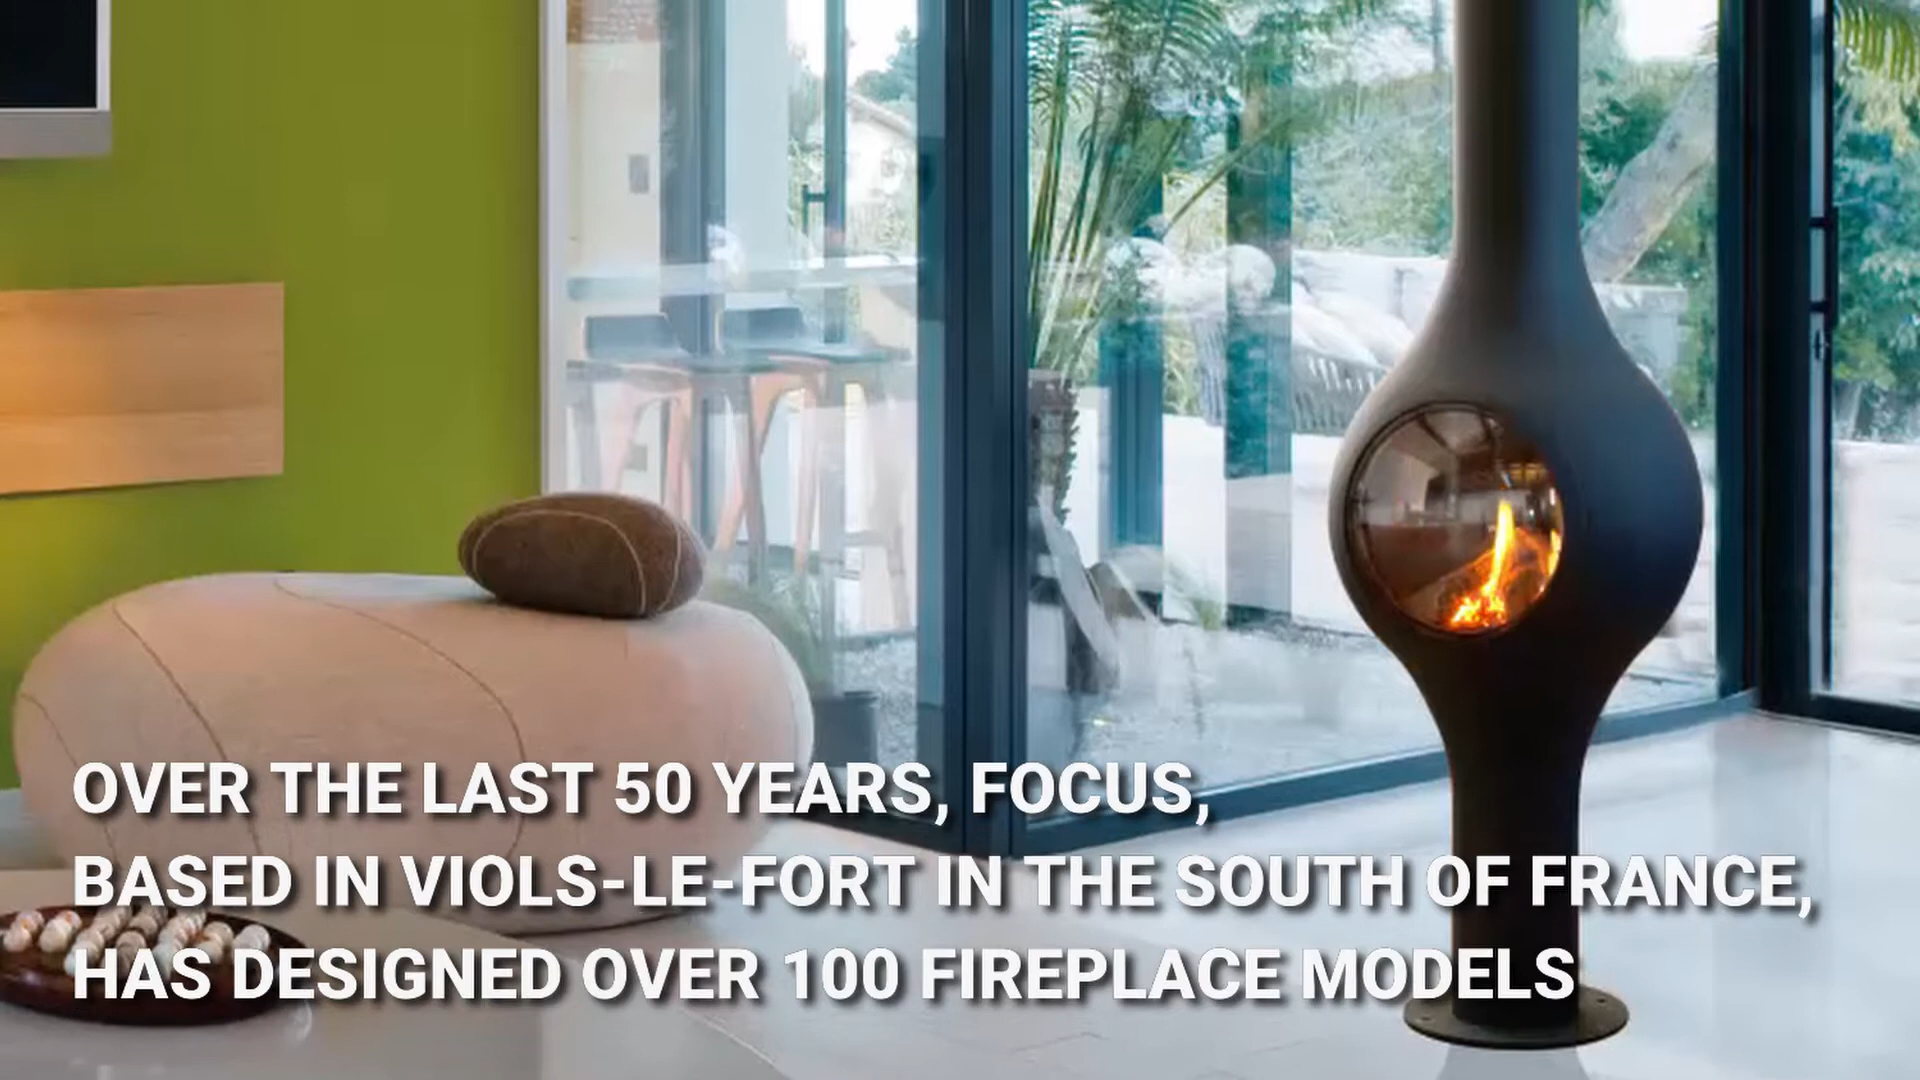 OVER THE LAST 50 YEARS, FOCUS,
BASED IN VIOLS-LE-FORT IN THE SOUTH OF FRANCE,
HAS DESIGNED OVER 100 FIREPLACE MODELS